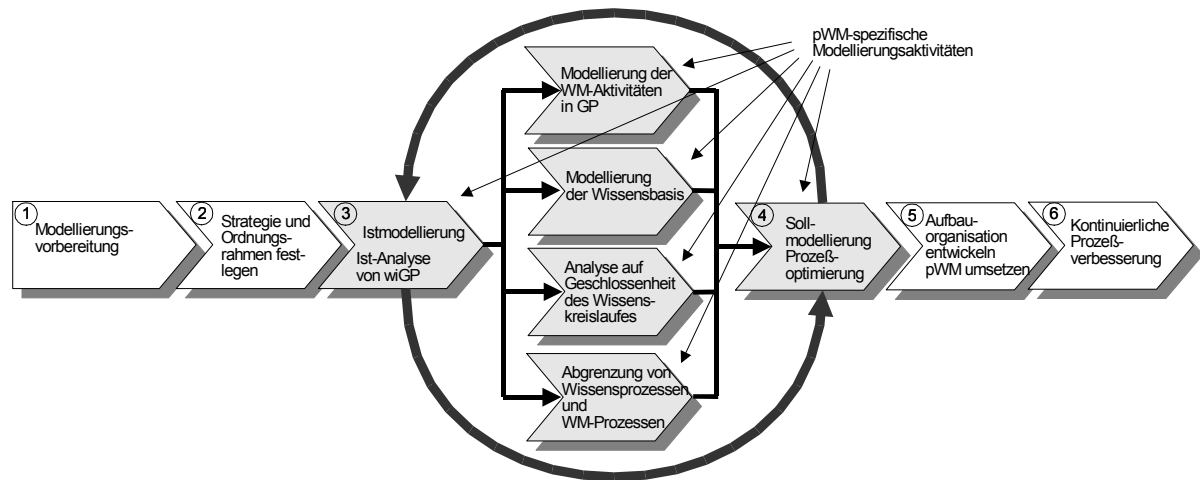 pWM-spezifische
Modellierungsaktivitäten
1
Modellierungs-
vorbereitung
2
Strategie und
Ordnungs-
rahmen fest-
legen
3
Istmodellierung
Ist-Analyse
von wiGP
Modellierung der
WM-Aktivitäten
in GP
Modellierung
der Wissensbasis
Analyse auf
Geschlossenheit
des Wissens-
kreislaufes
Abgrenzung von
Wissensprozessen
und
WM-Prozessen
4
Soll-
modellierung
Prozeß-
optimierung
5
Aufbau-
organisation
entwickeln
pWM umsetzen
6
Kontinuierliche
Prozeß-
verbesserung